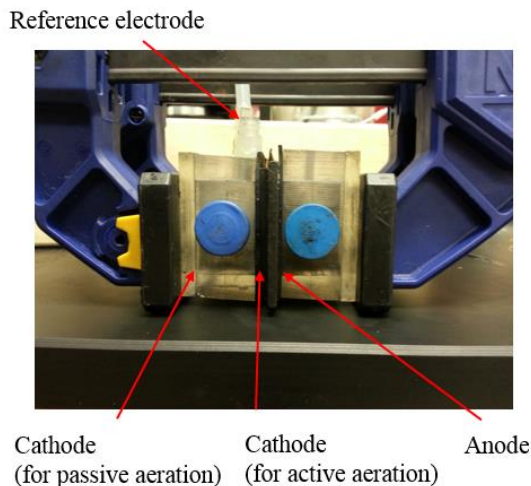 Reference electrode
Cathode
(for passive aeration)
Cathode
(for active aeration)
Anode